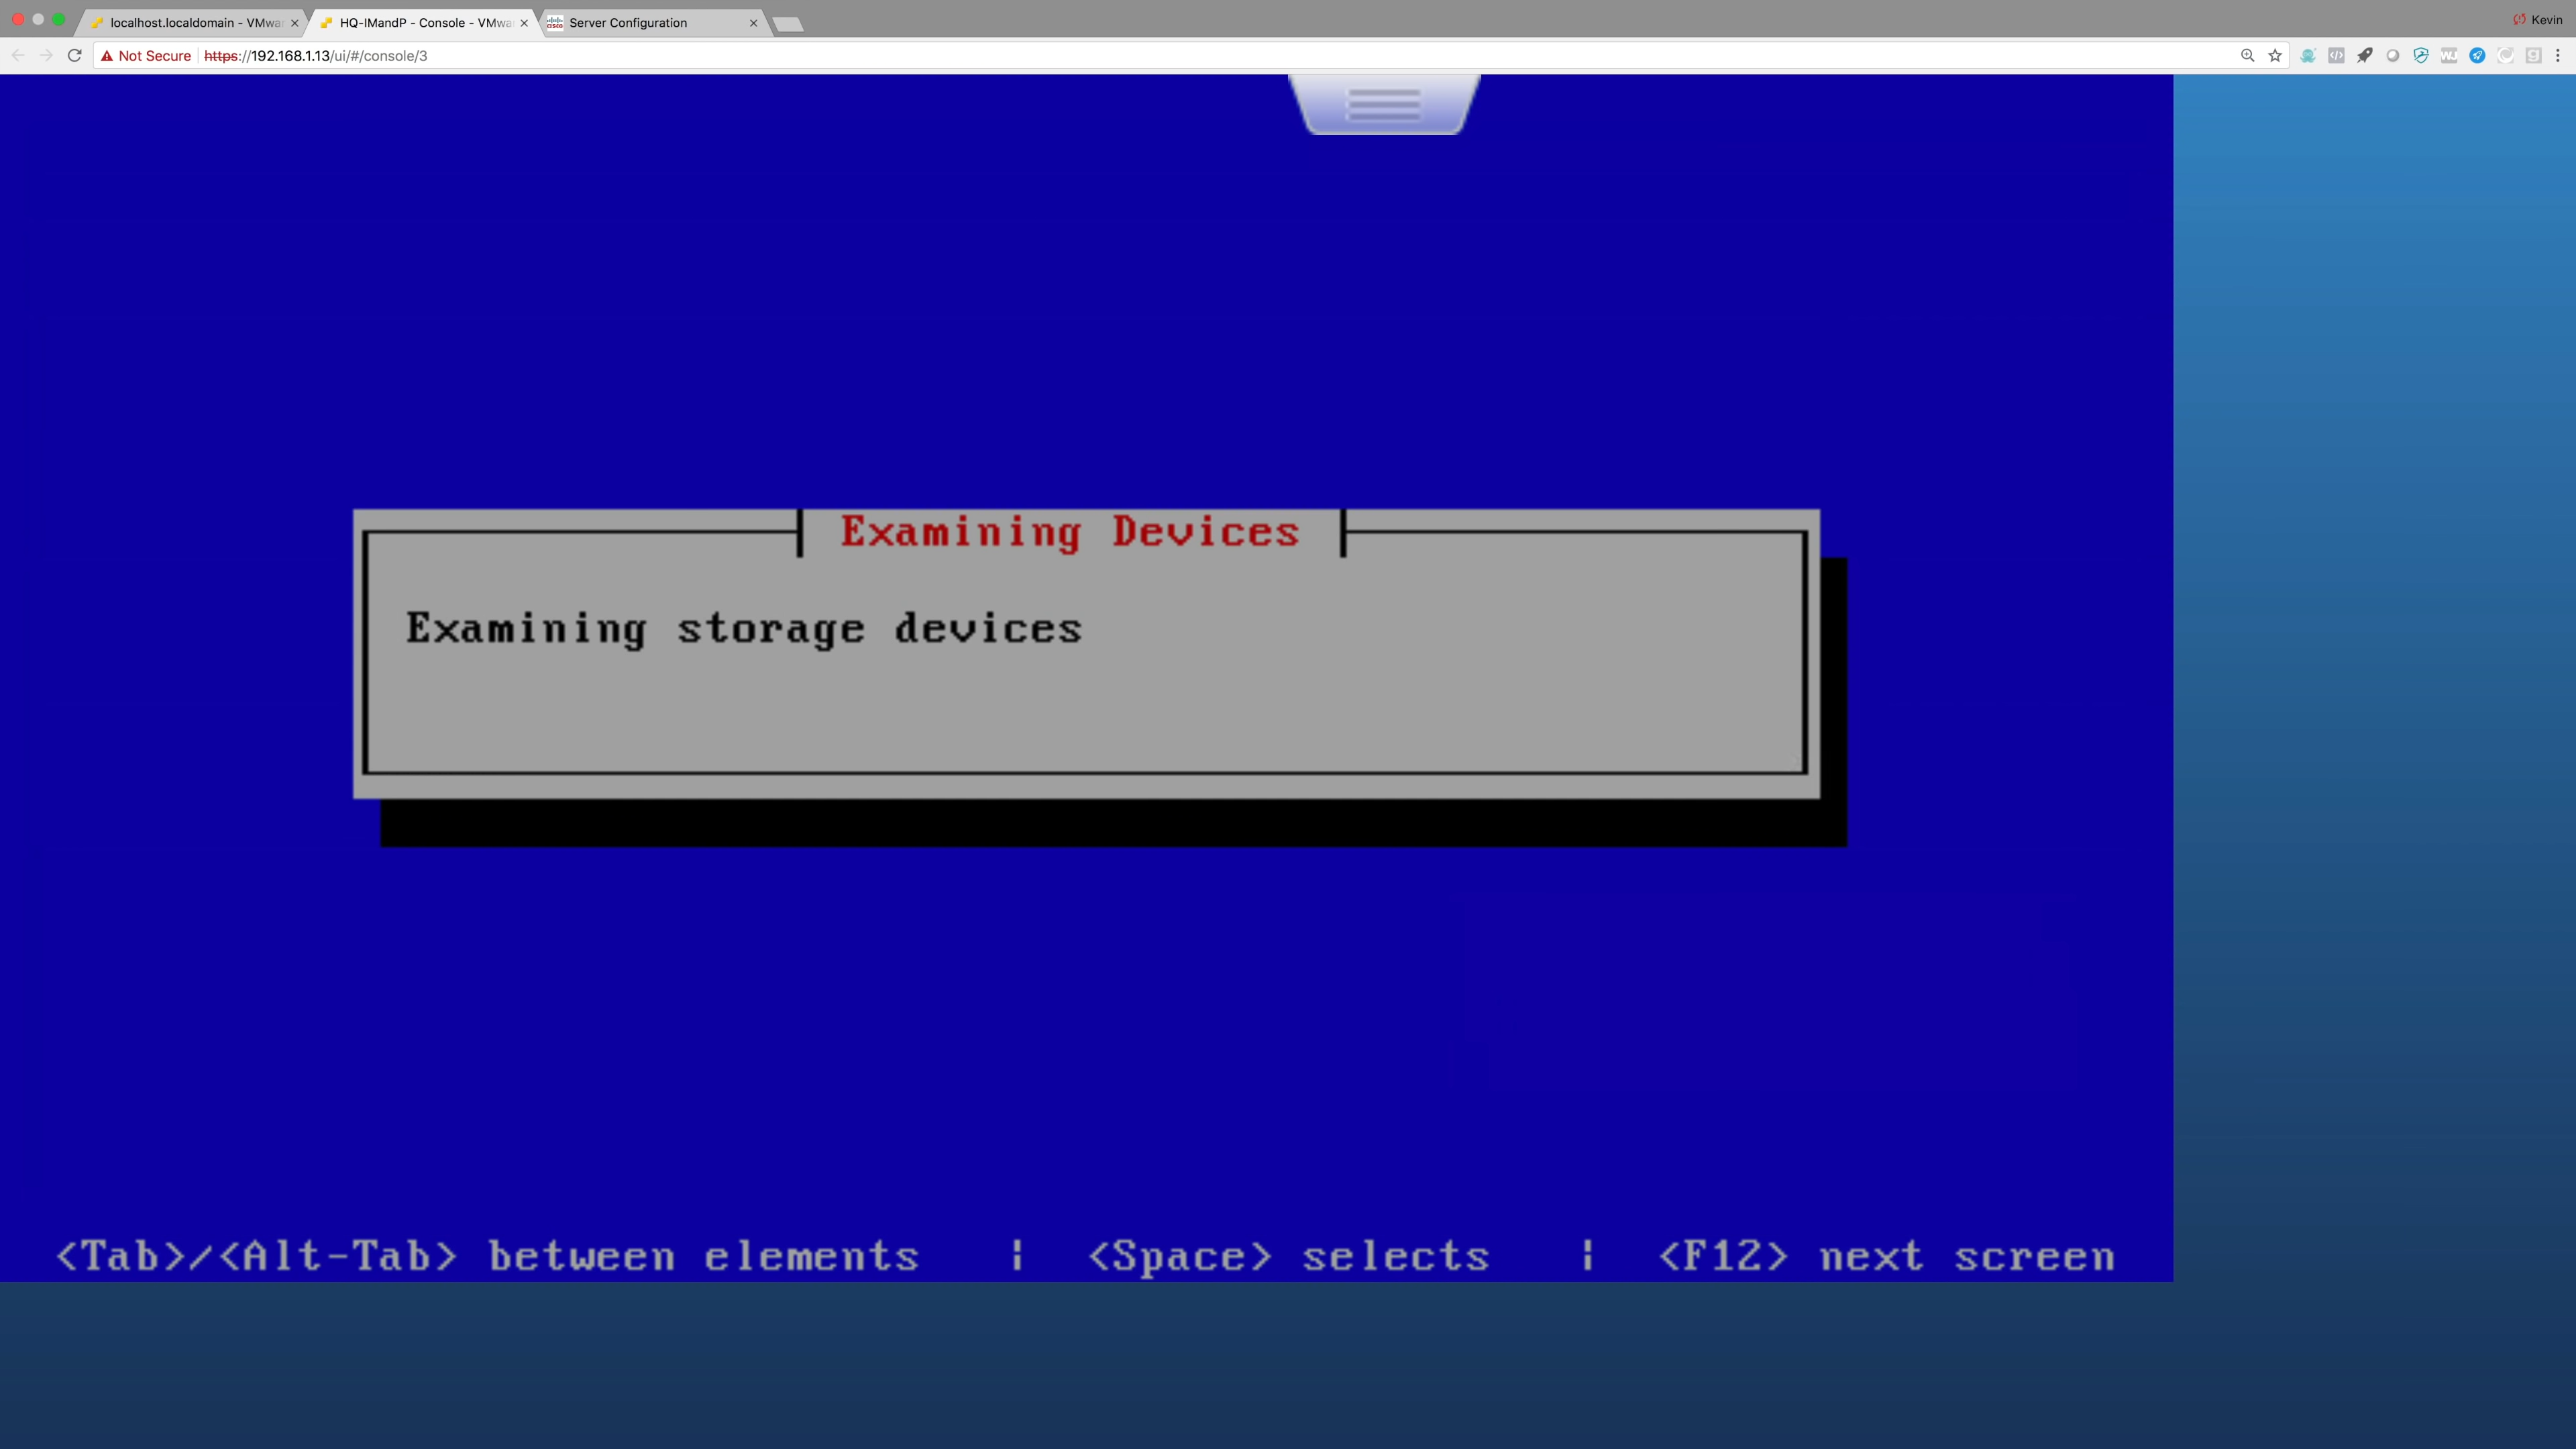 localhost.localdomain - VMwar
HQ-IMandP - Console - VMwa
Server Configuration
Kevin
Not Secure
https://192.168.1.13/ui/#/console/3
Examining Devices
Examining storage devices
<Tab>/<Alt-Tab> between elements | <Space> selects | <F12> next screen